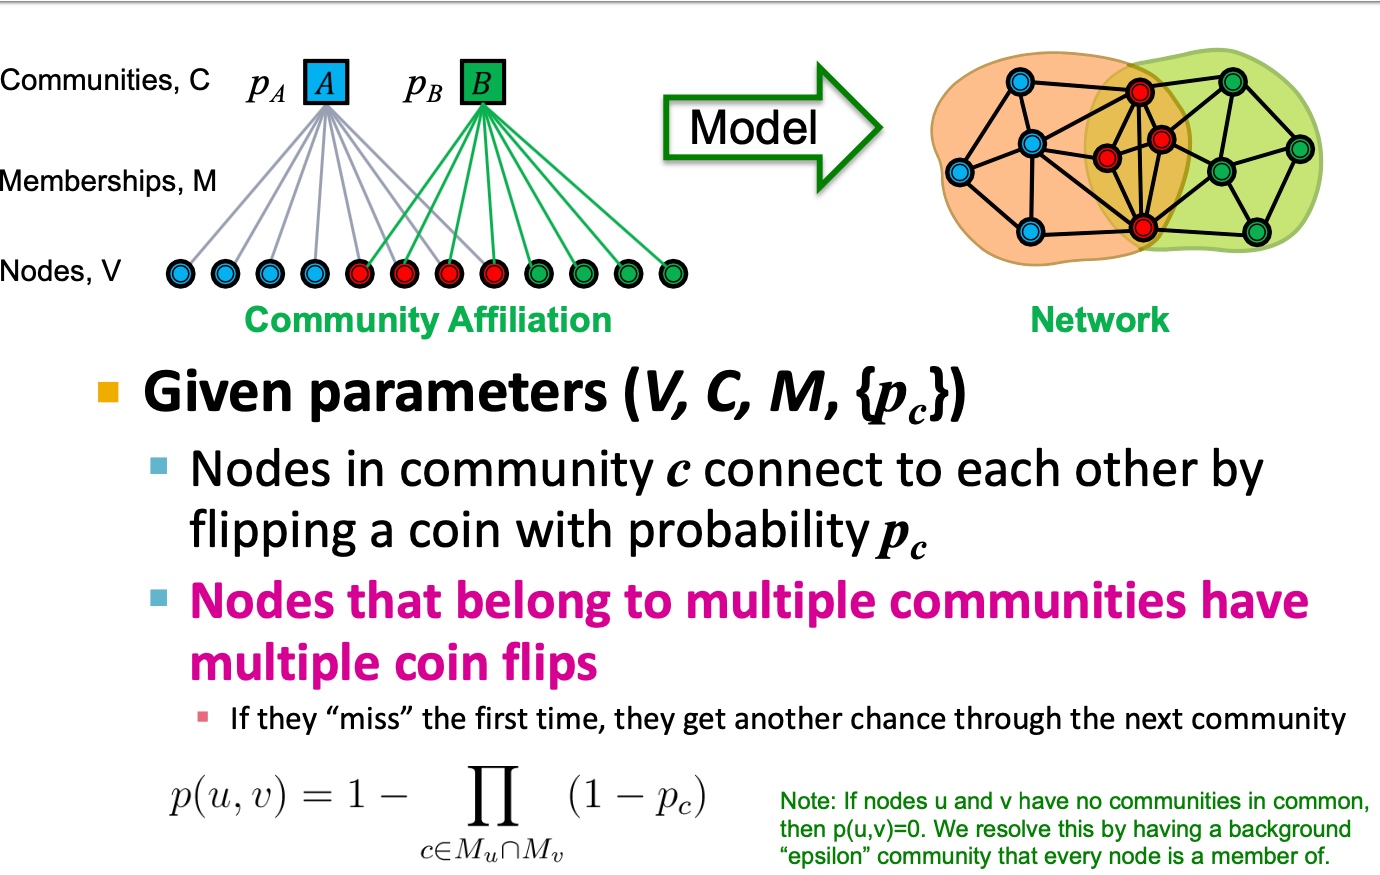 Communities, C
p_A A p_B B
Model
Memberships, M
Nodes, V
Community Affiliation
Network
Given parameters (V, C, M, {p_c})
Nodes in community c connect to each other by
flipping a coin with probability p_c
Nodes that belong to multiple communities have
multiple coin flips
If they “miss” the first time, they get another chance through the next community
p(u, v) = 1 − ∏_{c∈M_u∩M_v} (1 − p_c)
Note: If nodes u and v have no communities in common,
then p(u,v)=0. We resolve this by having a background
“epsilon” community that every node is a member of.